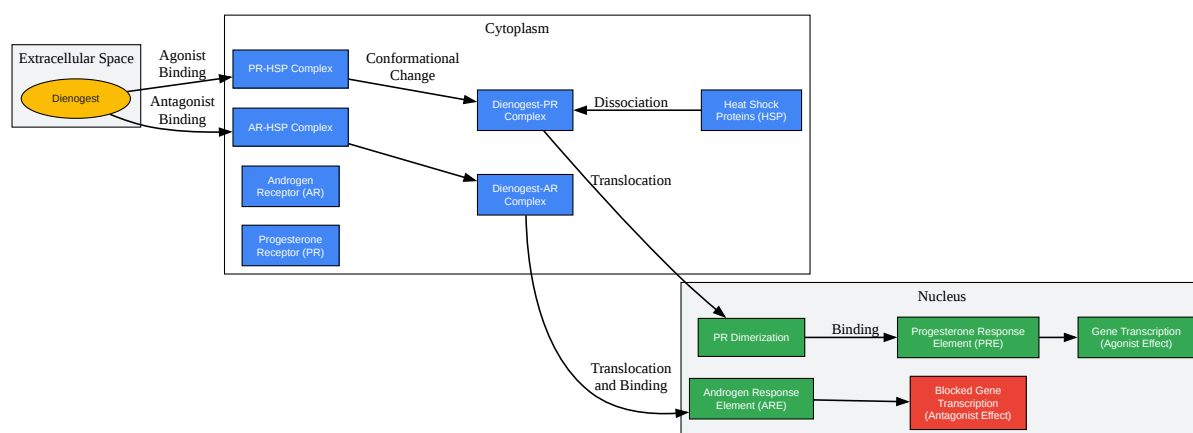 Cytoplasm
Extracellular Space
Dienogest
Agonist
Binding
Antagonist
Binding
PR-HSP Complex
AR-HSP Complex
Androgen
Receptor (AR)
Progesterone
Receptor (PR)
Conformational
Change
Dienogest-PR
Complex
Dissociation
Heat Shock
Proteins (HSP)
Dienogest-AR
Complex
Translocation
Nucleus
PR Dimerization
Binding
Progesterone Response
Element (PRE)
Gene Transcription
(Agonist Effect)
Translocation
and Binding
Androgen Response
Element (ARE)
Blocked Gene
Transcription
(Antagonist Effect)